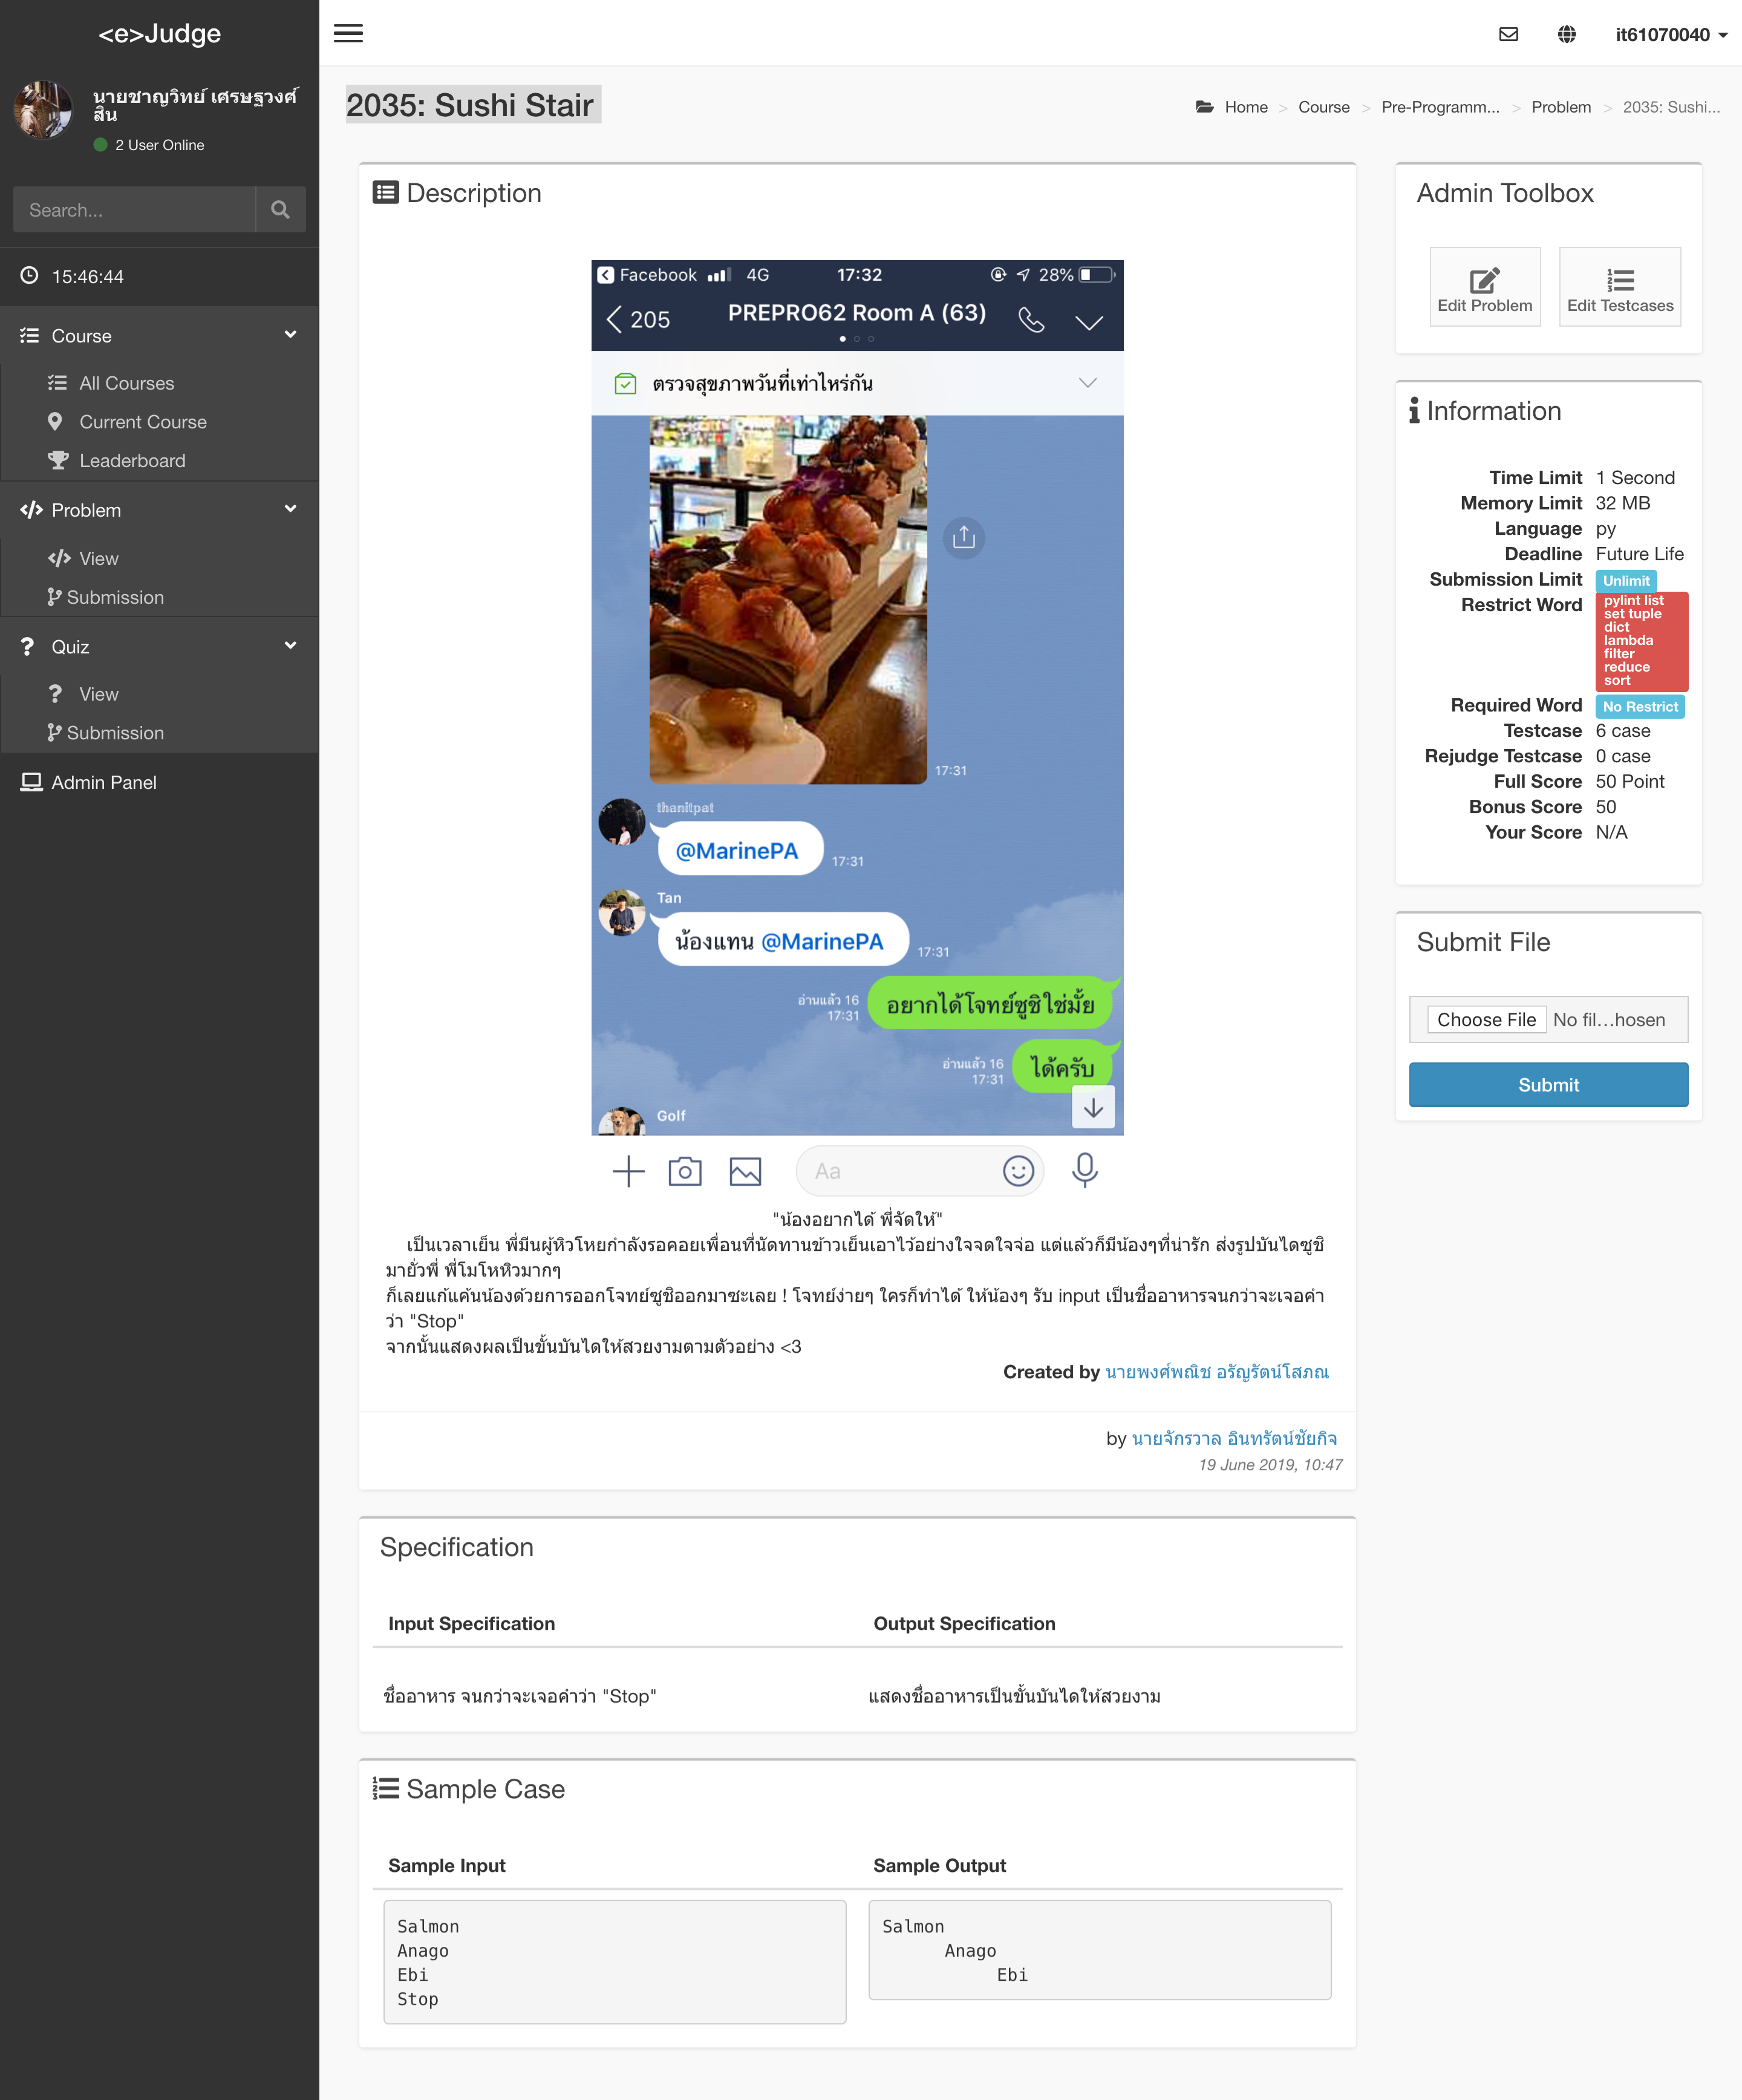 <e>Judge
it61070040
นายชาญวิทย์ เศรษฐวงศ์
สิน
2 User Online
Search...
15:46:44
Course
All Courses
Current Course
Leaderboard
Problem
View
Submission
Quiz
View
Submission
Admin Panel
2035: Sushi Stair
Home > Course > Pre-Programm... > Problem > 2035: Sushi...
Description
Facebook 4G 17:32 28%
205 PREPRO62 Room A (63)
ตรวจสุขภาพวันที่เท่าไหร่กัน
17:31
thanitpat
@MarinePA 17:31
Tan
น้องแทน @MarinePA 17:31
อ่านแล้ว 16
17:31
อยากได้โจทย์ซูชิใช่มั้ย
อ่านแล้ว 16
17:31
ได้ครับ
Golf
Aa
"น้องอยากได้ พี่จัดให้"
เป็นเวลาเย็น พี่มีนผู้หิวโหยกำลังรอคอยเพื่อนที่นัดทานข้าวเย็นเอาไว้อย่างใจจดใจจ่อ แต่แล้วก็มีน้องๆที่น่ารัก ส่งรูปบันไดซูชิ
มายั่วพี่ พี่โมโหหิวมากๆ
ก็เลยแก้แค้นน้องด้วยการออกโจทย์ซูชิออกมาซะเลย ! โจทย์ง่ายๆ ใครก็ทำได้ ให้น้องๆ รับ input เป็นชื่ออาหารจนกว่าจะเจอคำ
ว่า "Stop"
จากนั้นแสดงผลเป็นขั้นบันไดให้สวยงามตามตัวอย่าง <3
Created by นายพงศ์พณิช อรัญรัตน์โสภณ
by นายจักรวาล อินทรัตน์ชัยกิจ
19 June 2019, 10:47
Specification
Input Specification Output Specification
ชื่ออาหาร จนกว่าจะเจอคำว่า "Stop" แสดงชื่ออาหารเป็นขั้นบันไดให้สวยงาม
Sample Case
Sample Input
Salmon
Anago
Ebi
Stop
Sample Output
Salmon
      Anago
           Ebi
Admin Toolbox
Edit Problem
Edit Testcases
Information
Time Limit 1 Second
Memory Limit 32 MB
Language py
Deadline Future Life
Submission Limit Unlimit
Restrict Word pylint list
set tuple
dict
lambda
filter
reduce
sort
Required Word No Restrict
Testcase 6 case
Rejudge Testcase 0 case
Full Score 50 Point
Bonus Score 50
Your Score N/A
Submit File
Choose File No fil...hosen
Submit